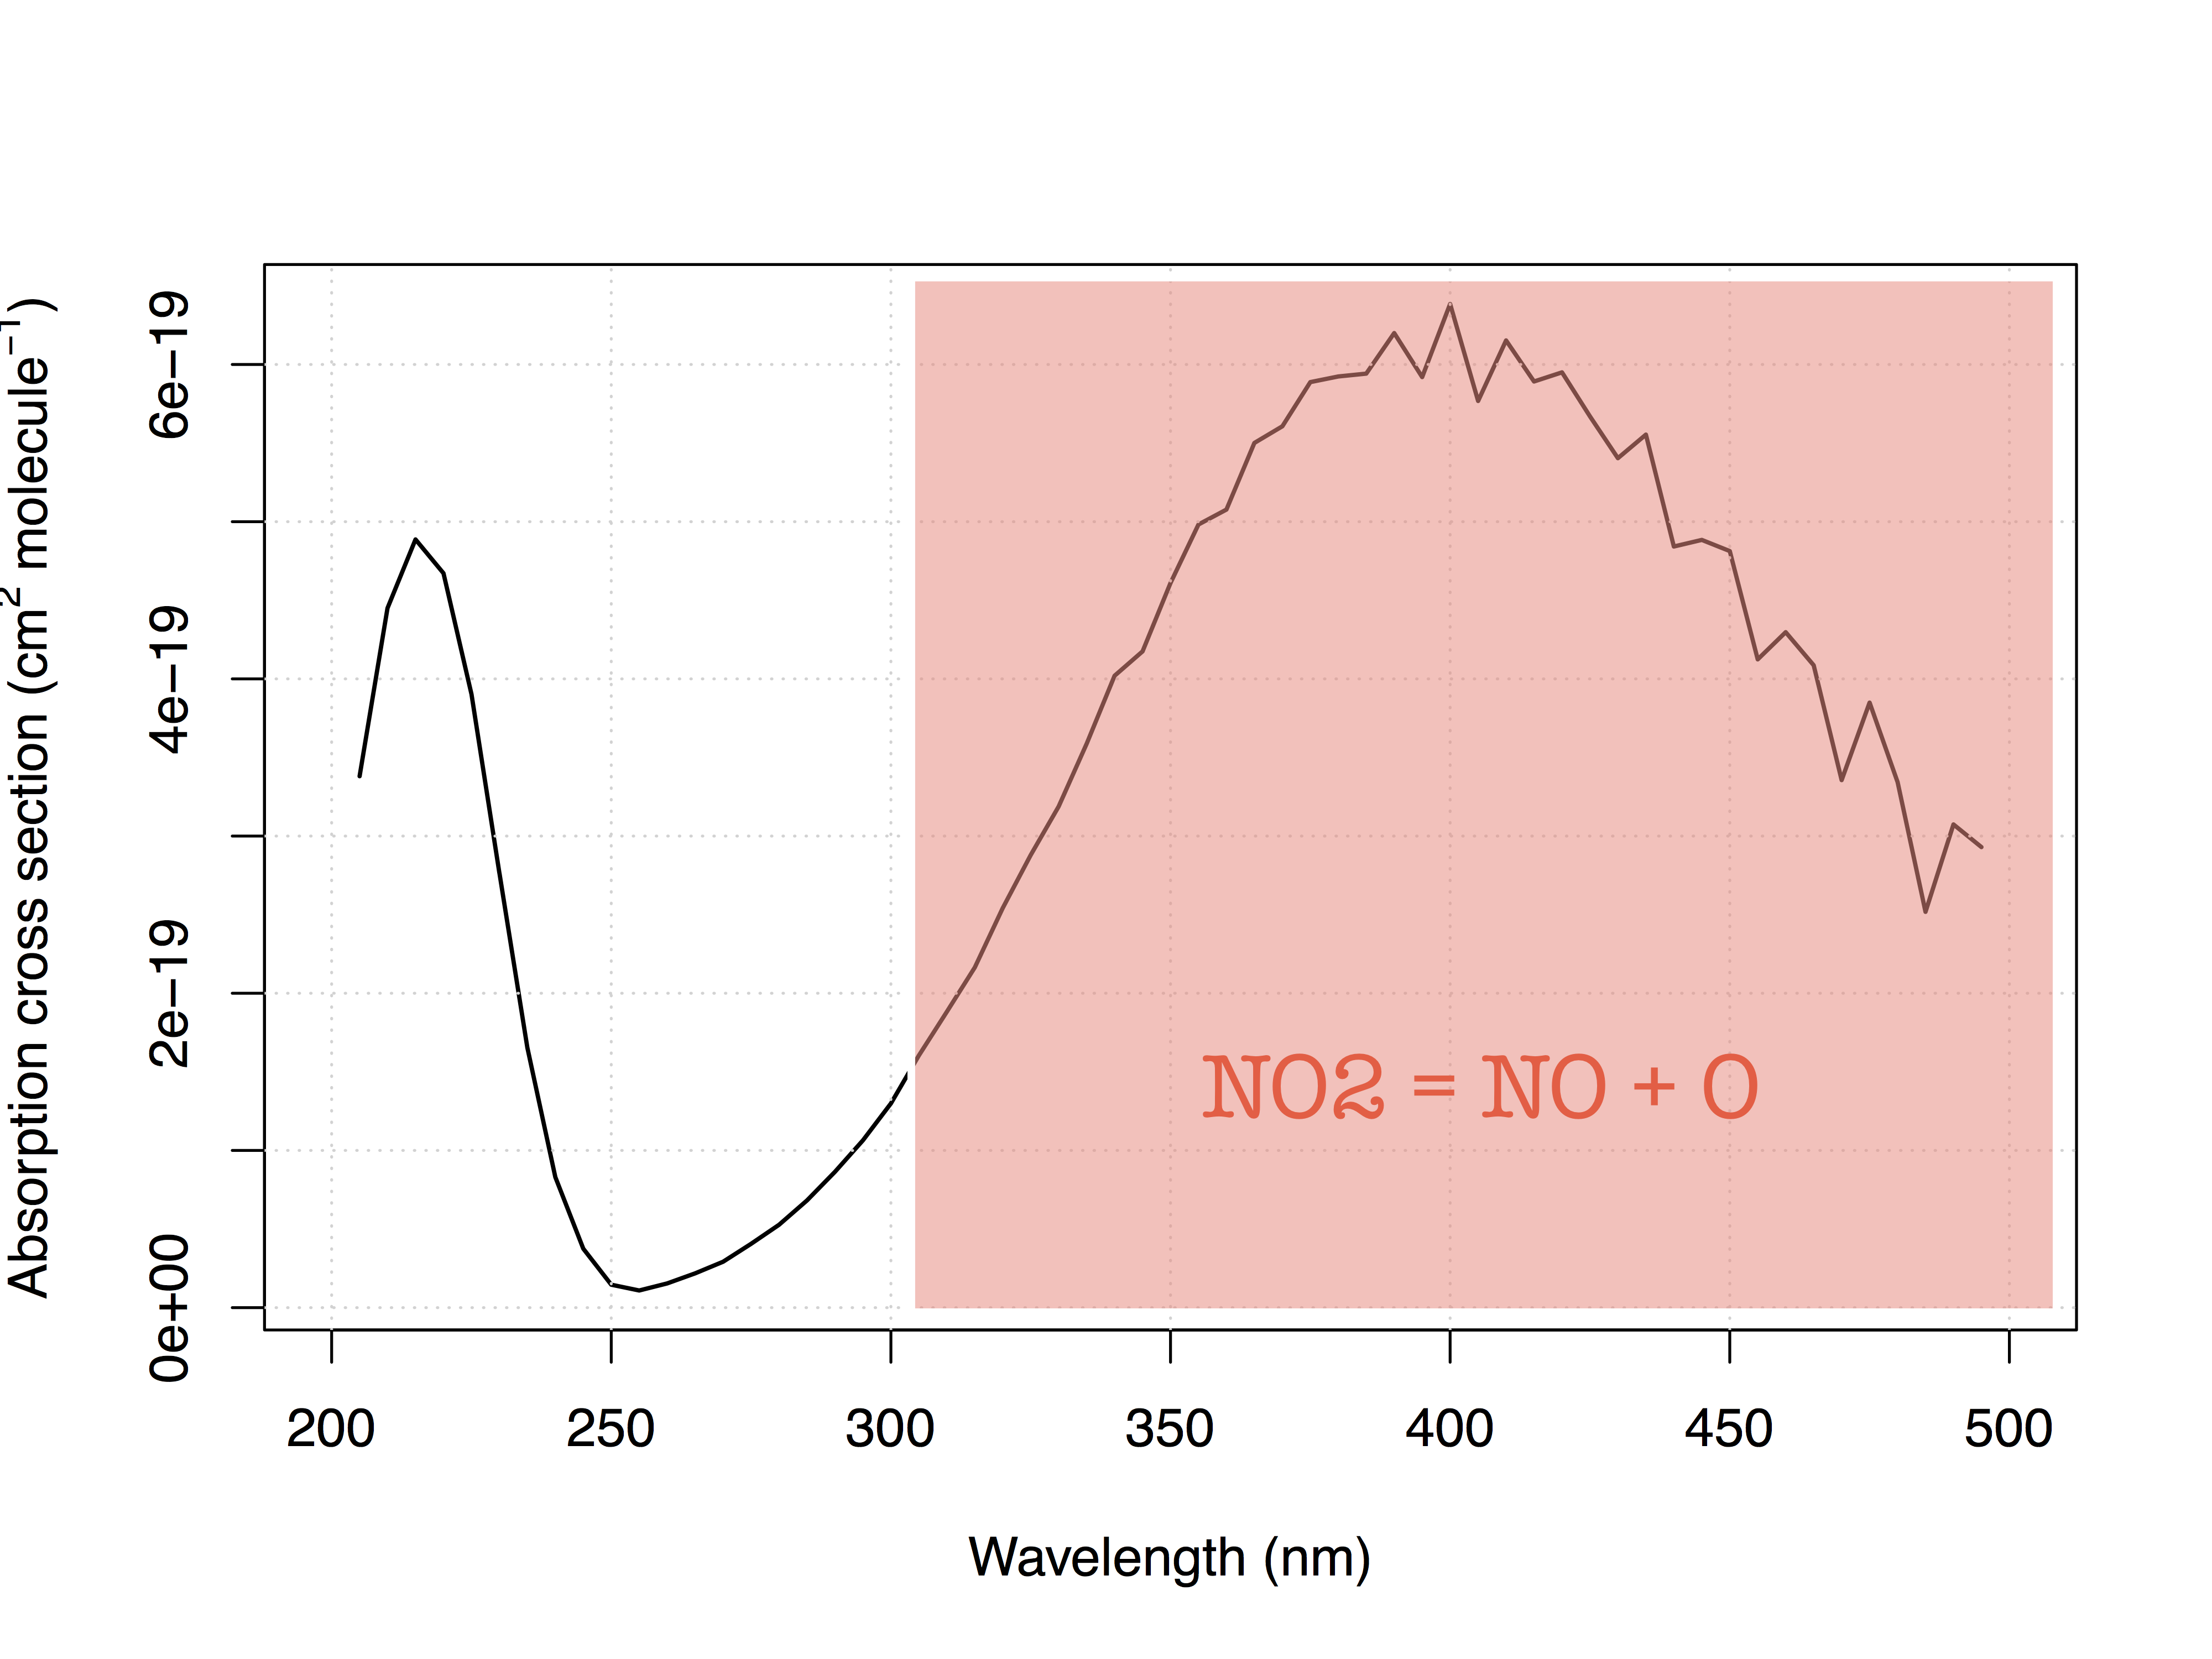 Absorption cross section (cm² molecule⁻¹)
6e−19
4e−19
2e−19
0e+00
NO2 = NO + O
200 250 300 350 400 450 500
Wavelength (nm)